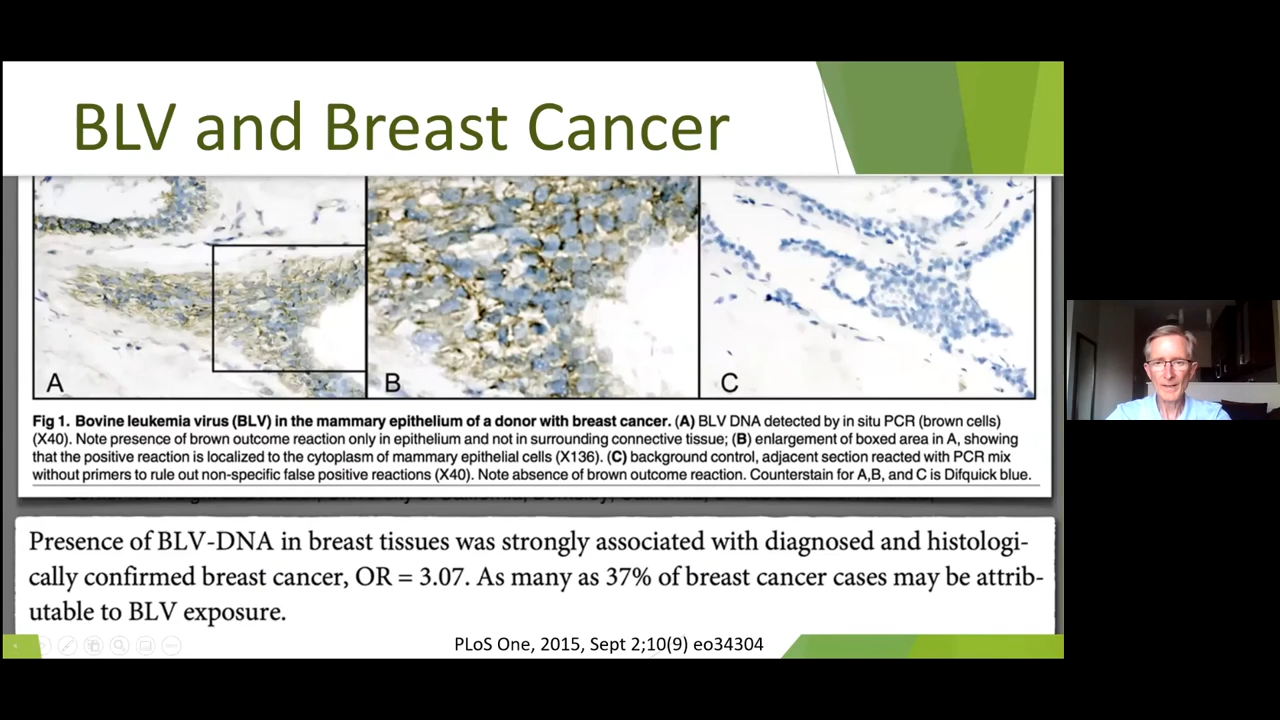 BLV and Breast Cancer
A
B
C
Fig 1. Bovine leukemia virus (BLV) in the mammary epithelium of a donor with breast cancer. (A) BLV DNA detected by in situ PCR (brown cells)
(X40). Note presence of brown outcome reaction only in epithelium and not in surrounding connective tissue; (B) enlargement of boxed area in A, showing
that the positive reaction is localized to the cytoplasm of mammary epithelial cells (X136). (C) background control, adjacent section reacted with PCR mix
without primers to rule out non-specific false positive reactions (X40). Note absence of brown outcome reaction. Counterstain for A,B, and C is Difquick blue.
Presence of BLV-DNA in breast tissues was strongly associated with diagnosed and histologi-
cally confirmed breast cancer, OR = 3.07. As many as 37% of breast cancer cases may be attrib-
utable to BLV exposure.
PLoS One, 2015, Sept 2;10(9) eo34304